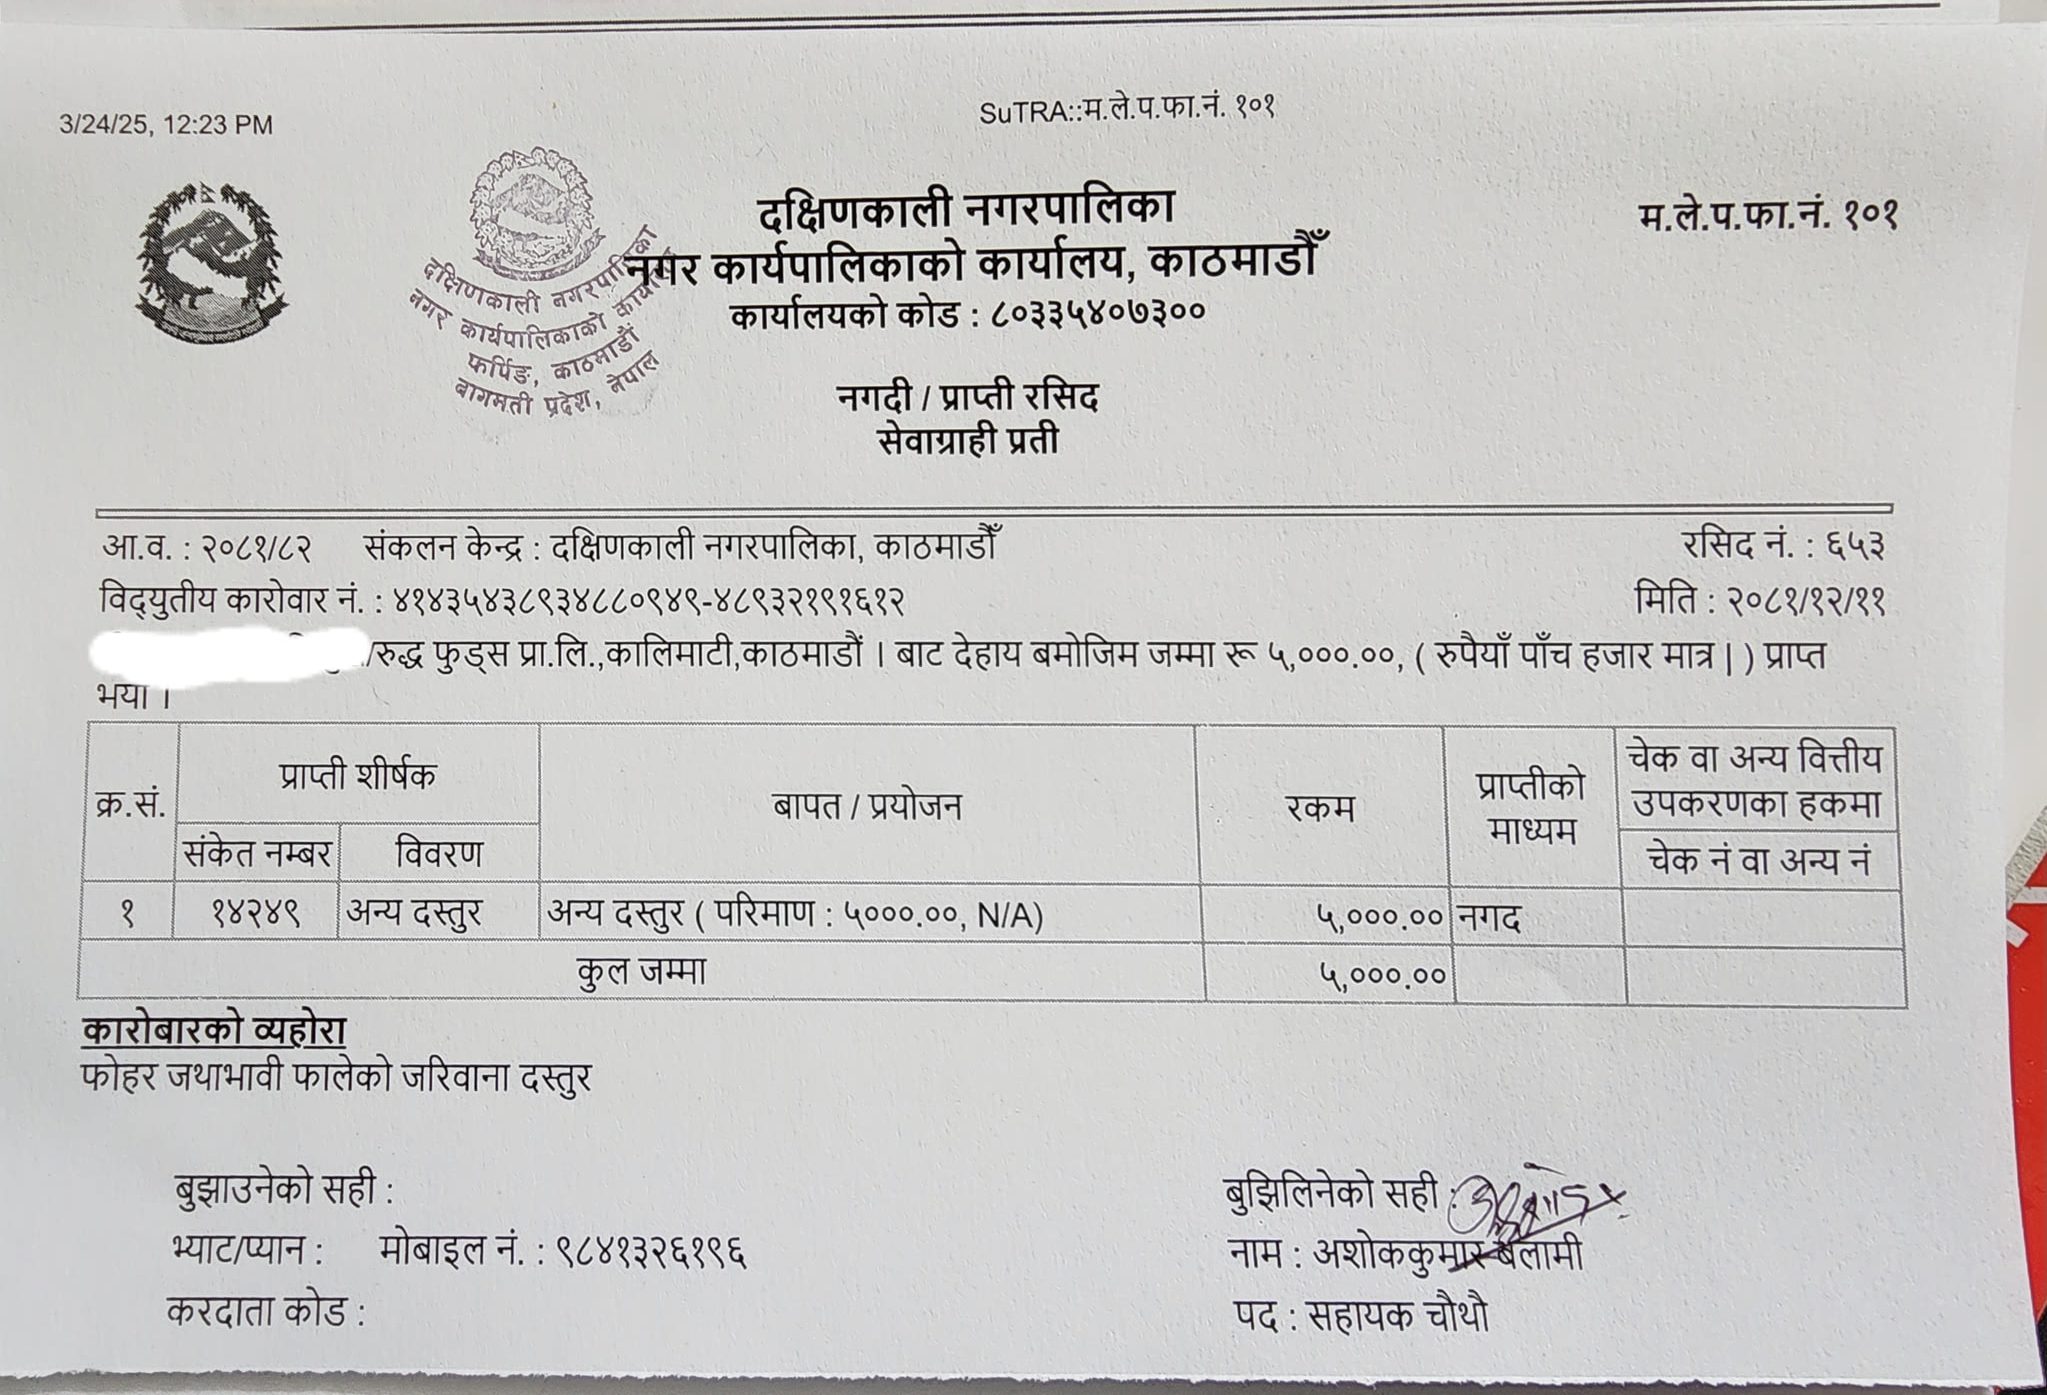 3/24/25, 12:23 PM
SuTRA::म.ले.प.फा.नं. १०१
दक्षिणकाली नगरपालिका
नगर कार्यपालिकाको कार्यालय
फर्पिङ, काठमाडौं
बागमती प्रदेश, नेपाल
दक्षिणकाली नगरपालिका
नगर कार्यपालिकाको कार्यालय, काठमाडौँ
कार्यालयको कोड : ८०३३५४०७३००
म.ले.प.फा.नं. १०१
नगदी / प्राप्ती रसिद
सेवाग्राही प्रती
आ.व. : २०८१/८२ संकलन केन्द्र : दक्षिणकाली नगरपालिका, काठमाडौँ रसिद नं. : ६५३
विद्युतीय कारोवार नं. : ४१४३५४३८९३४८८०९४९-४८९३२१९१६१२ मिति : २०८१/१२/११
रुद्ध फुड्स प्रा.लि.,कालिमाटी,काठमाडौं । बाट देहाय बमोजिम जम्मा रू ५,०००.००, ( रुपैयाँ पाँच हजार मात्र | ) प्राप्त
भयो ।
क्र.सं. प्राप्ती शीर्षक बापत / प्रयोजन रकम प्राप्तीको माध्यम चेक वा अन्य वित्तीय उपकरणका हकमा
संकेत नम्बर विवरण चेक नं वा अन्य नं
१ १४२४९ अन्य दस्तुर अन्य दस्तुर ( परिमाण : ५०००.००, N/A) ५,०००.०० नगद
कुल जम्मा ५,०००.००
कारोबारको व्यहोरा
फोहर जथाभावी फालेको जरिवाना दस्तुर
बुझाउनेको सही : बुझिलिनेको सही :
भ्याट/प्यान : मोबाइल नं. : ९८४१३२६१९६ नाम : अशोककुमार बलामी
करदाता कोड : पद : सहायक चौथौ